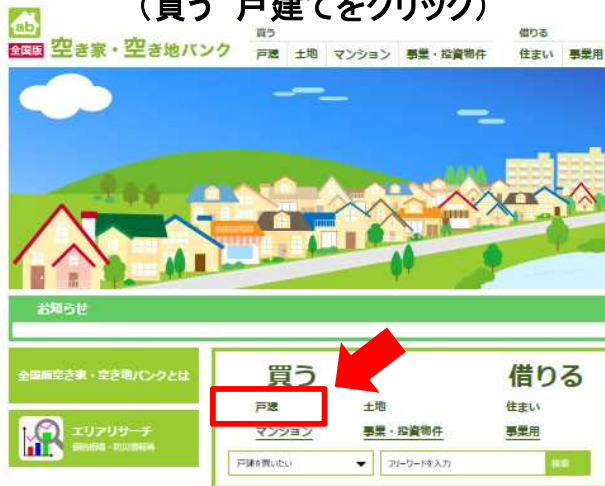 （買う 戸建てをクリック）
ab
全国版 空き家・空き地バンク
買う
戸建 土地 マンション 事業・投資物件
借りる
住まい 事業用
お知らせ
全国版空き家・空き地バンクとは
エリアリサーチ
買う
戸建 土地
マンション 事業・投資物件
借りる
住まい
事業用
戸建を買いたい
フリーワードを入力
検索